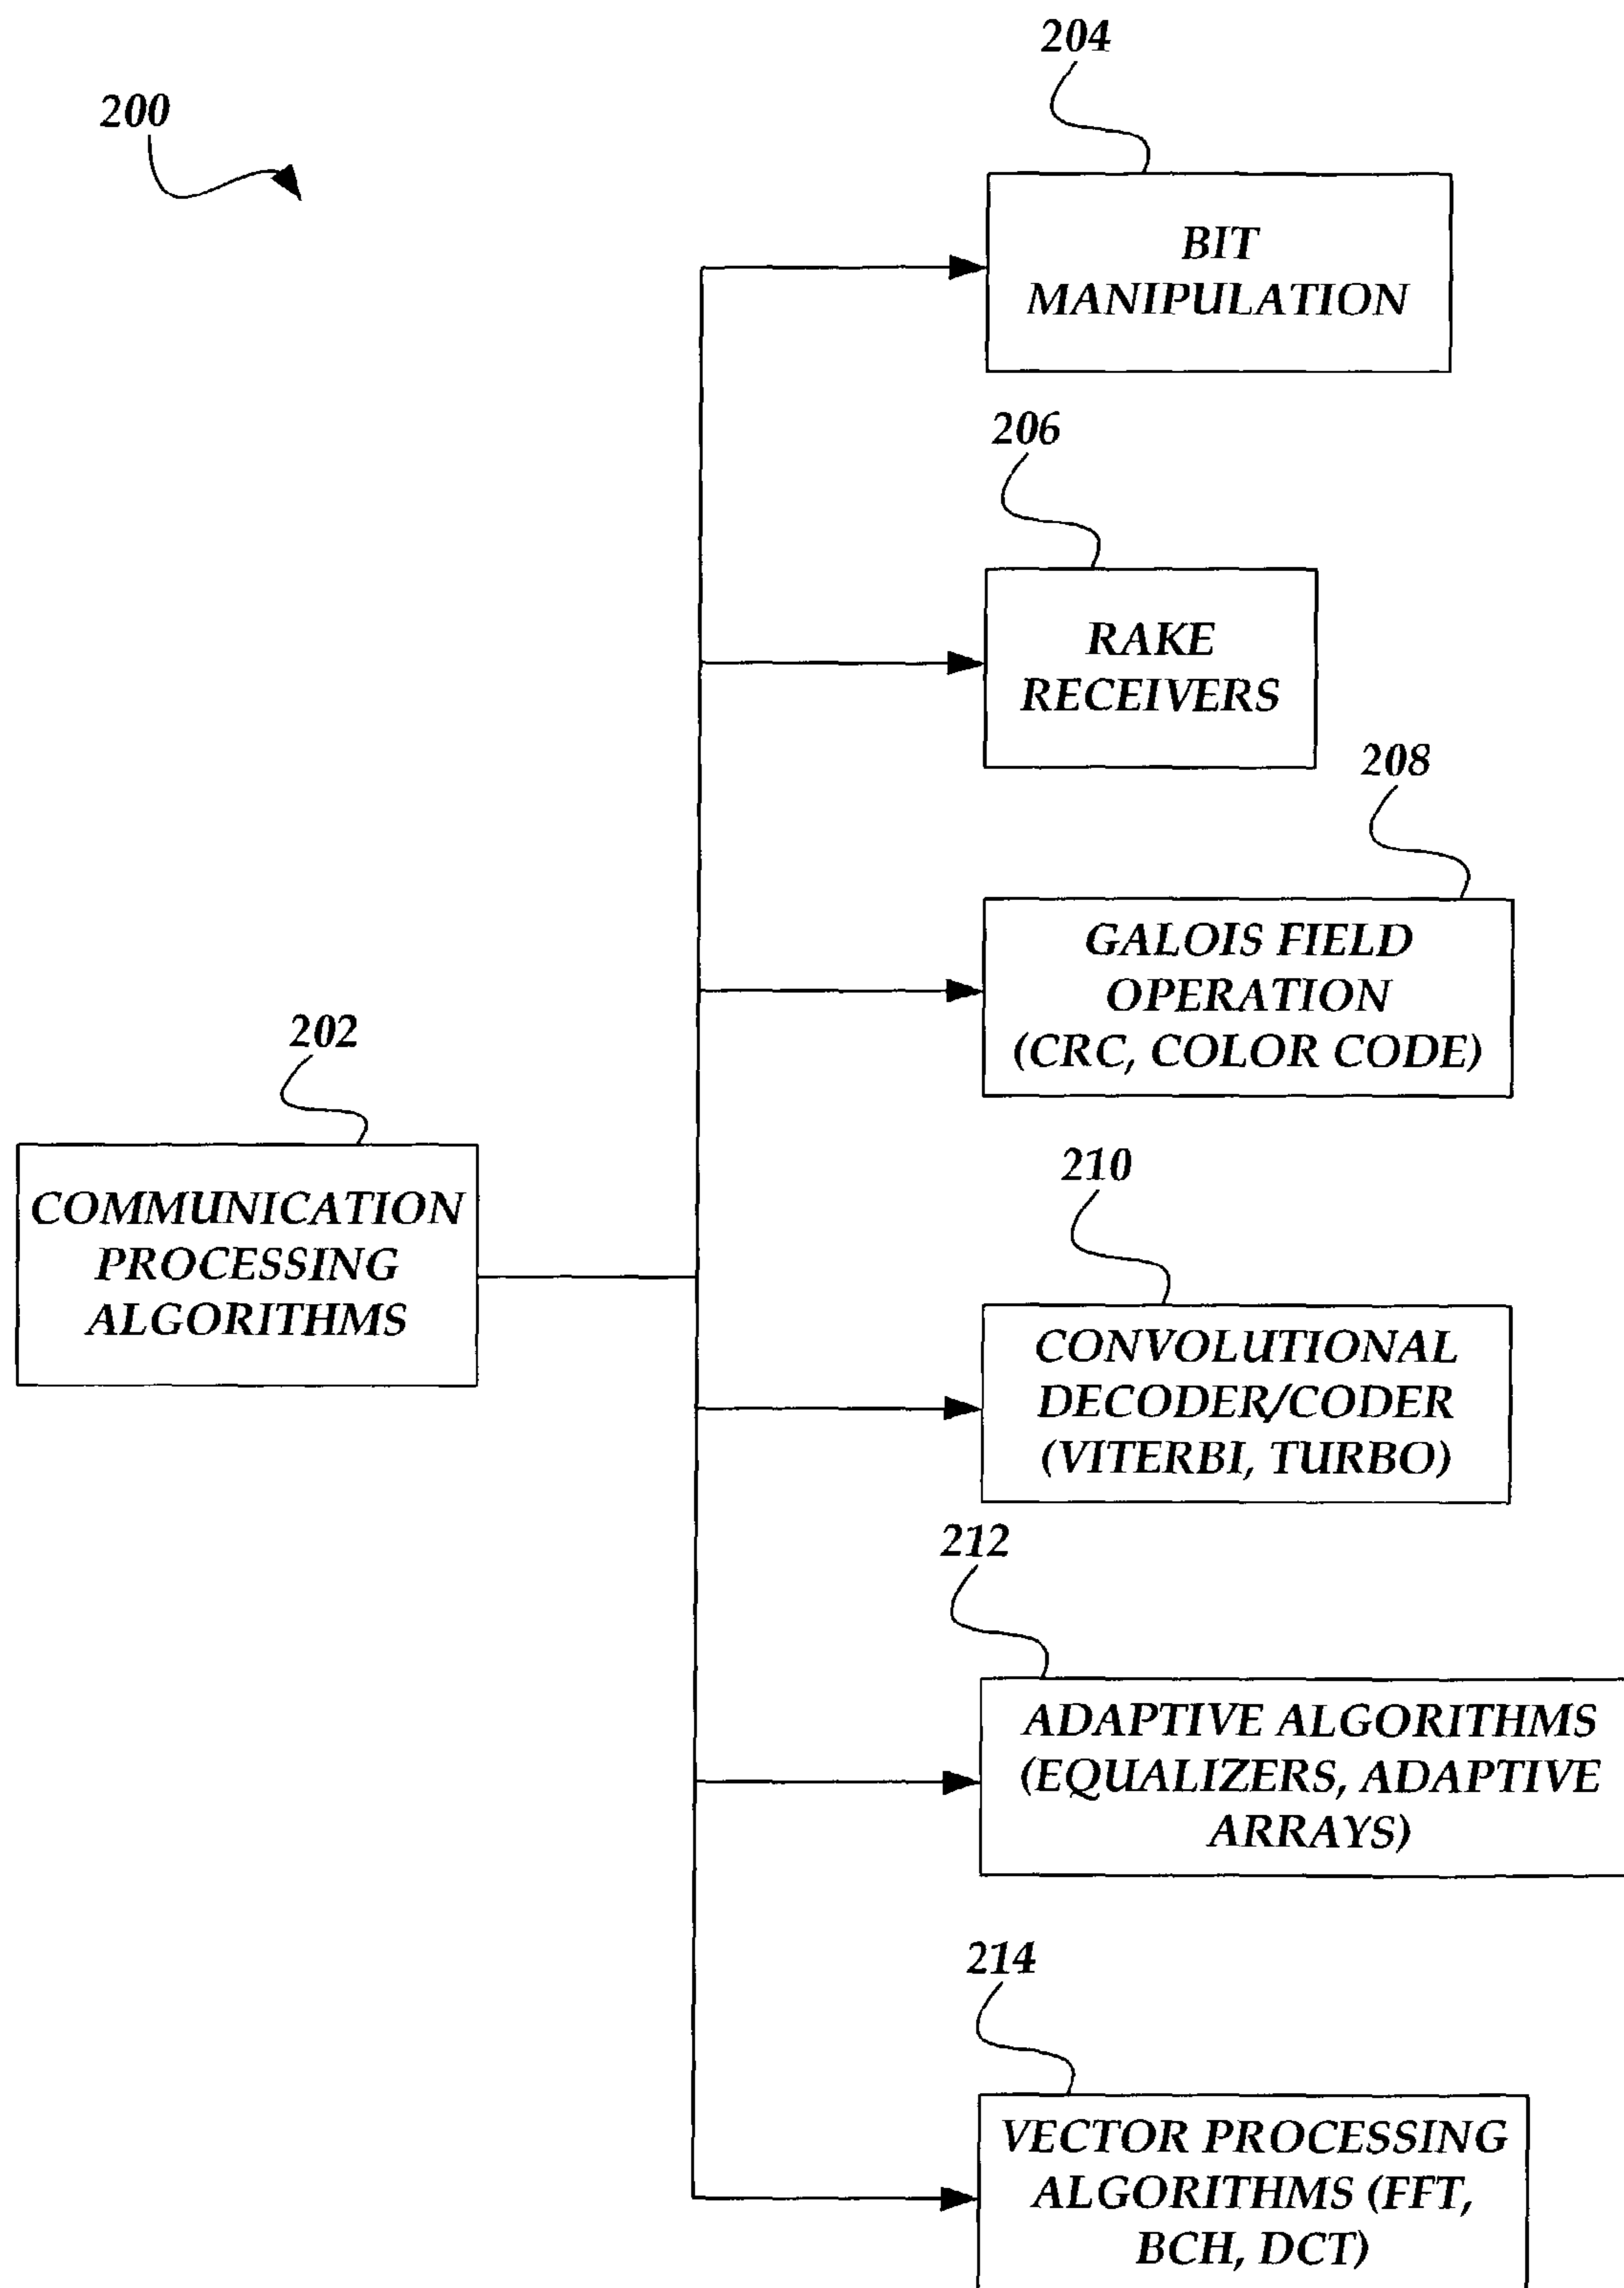 204
200
BIT
MANIPULATION
206
RAKE
RECEIVERS
208
GALOIS FIELD
OPERATION
(CRC, COLOR CODE)
202
COMMUNICATION
PROCESSING
ALGORITHMS
210
CONVOLUTIONAL
DECODER/CODER
(VITERBI, TURBO)
212
ADAPTIVE ALGORITHMS
(EQUALIZERS, ADAPTIVE
ARRAYS)
214
VECTOR PROCESSING
ALGORITHMS (FFT,
BCH, DCT)